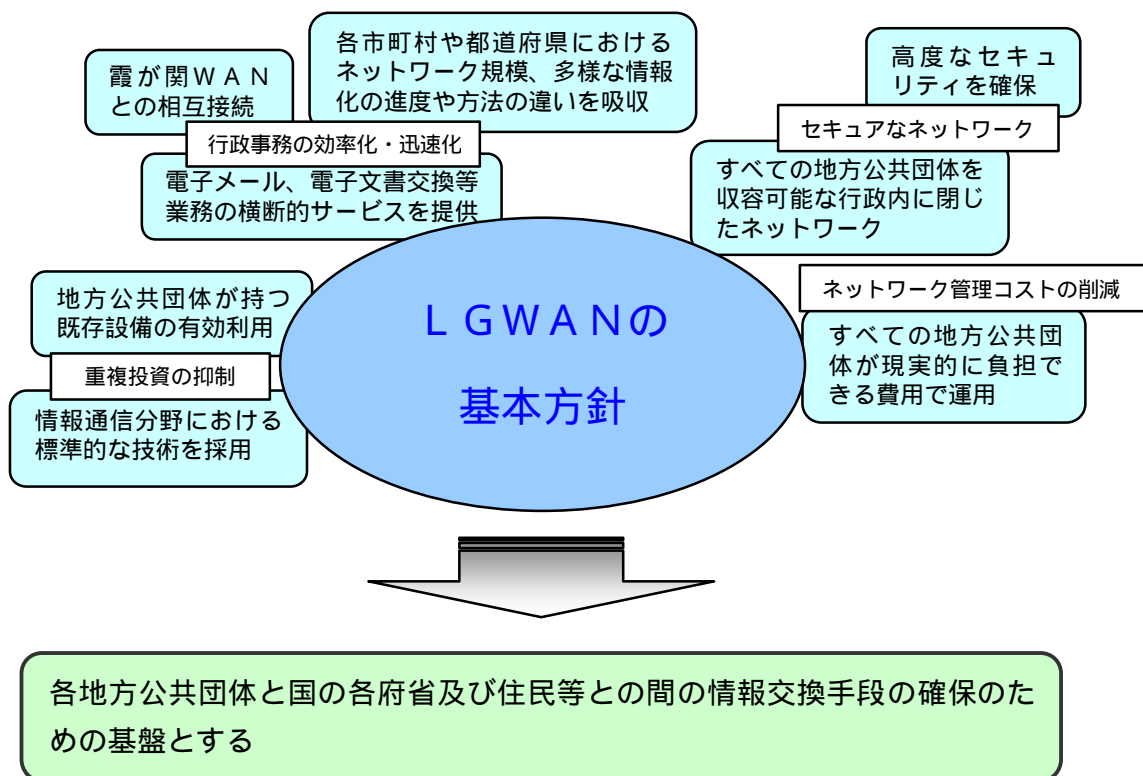 霞が関ＷＡＮ
との相互接続
各市町村や都道府県における
ネットワーク規模、多様な情報
化の進度や方法の違いを吸収
行政事務の効率化・迅速化
電子メール、電子文書交換等
業務の横断的サービスを提供
高度なセキュ
リティを確保
セキュアなネットワーク
すべての地方公共団体を
収容可能な行政内に閉じ
たネットワーク
地方公共団体が持つ
既存設備の有効利用
重複投資の抑制
情報通信分野における
標準的な技術を採用
ネットワーク管理コストの削減
すべての地方公共団
体が現実的に負担で
きる費用で運用
ＬＧＷＡＮの
基本方針
各地方公共団体と国の各府省及び住民等との間の情報交換手段の確保のた
めの基盤とする